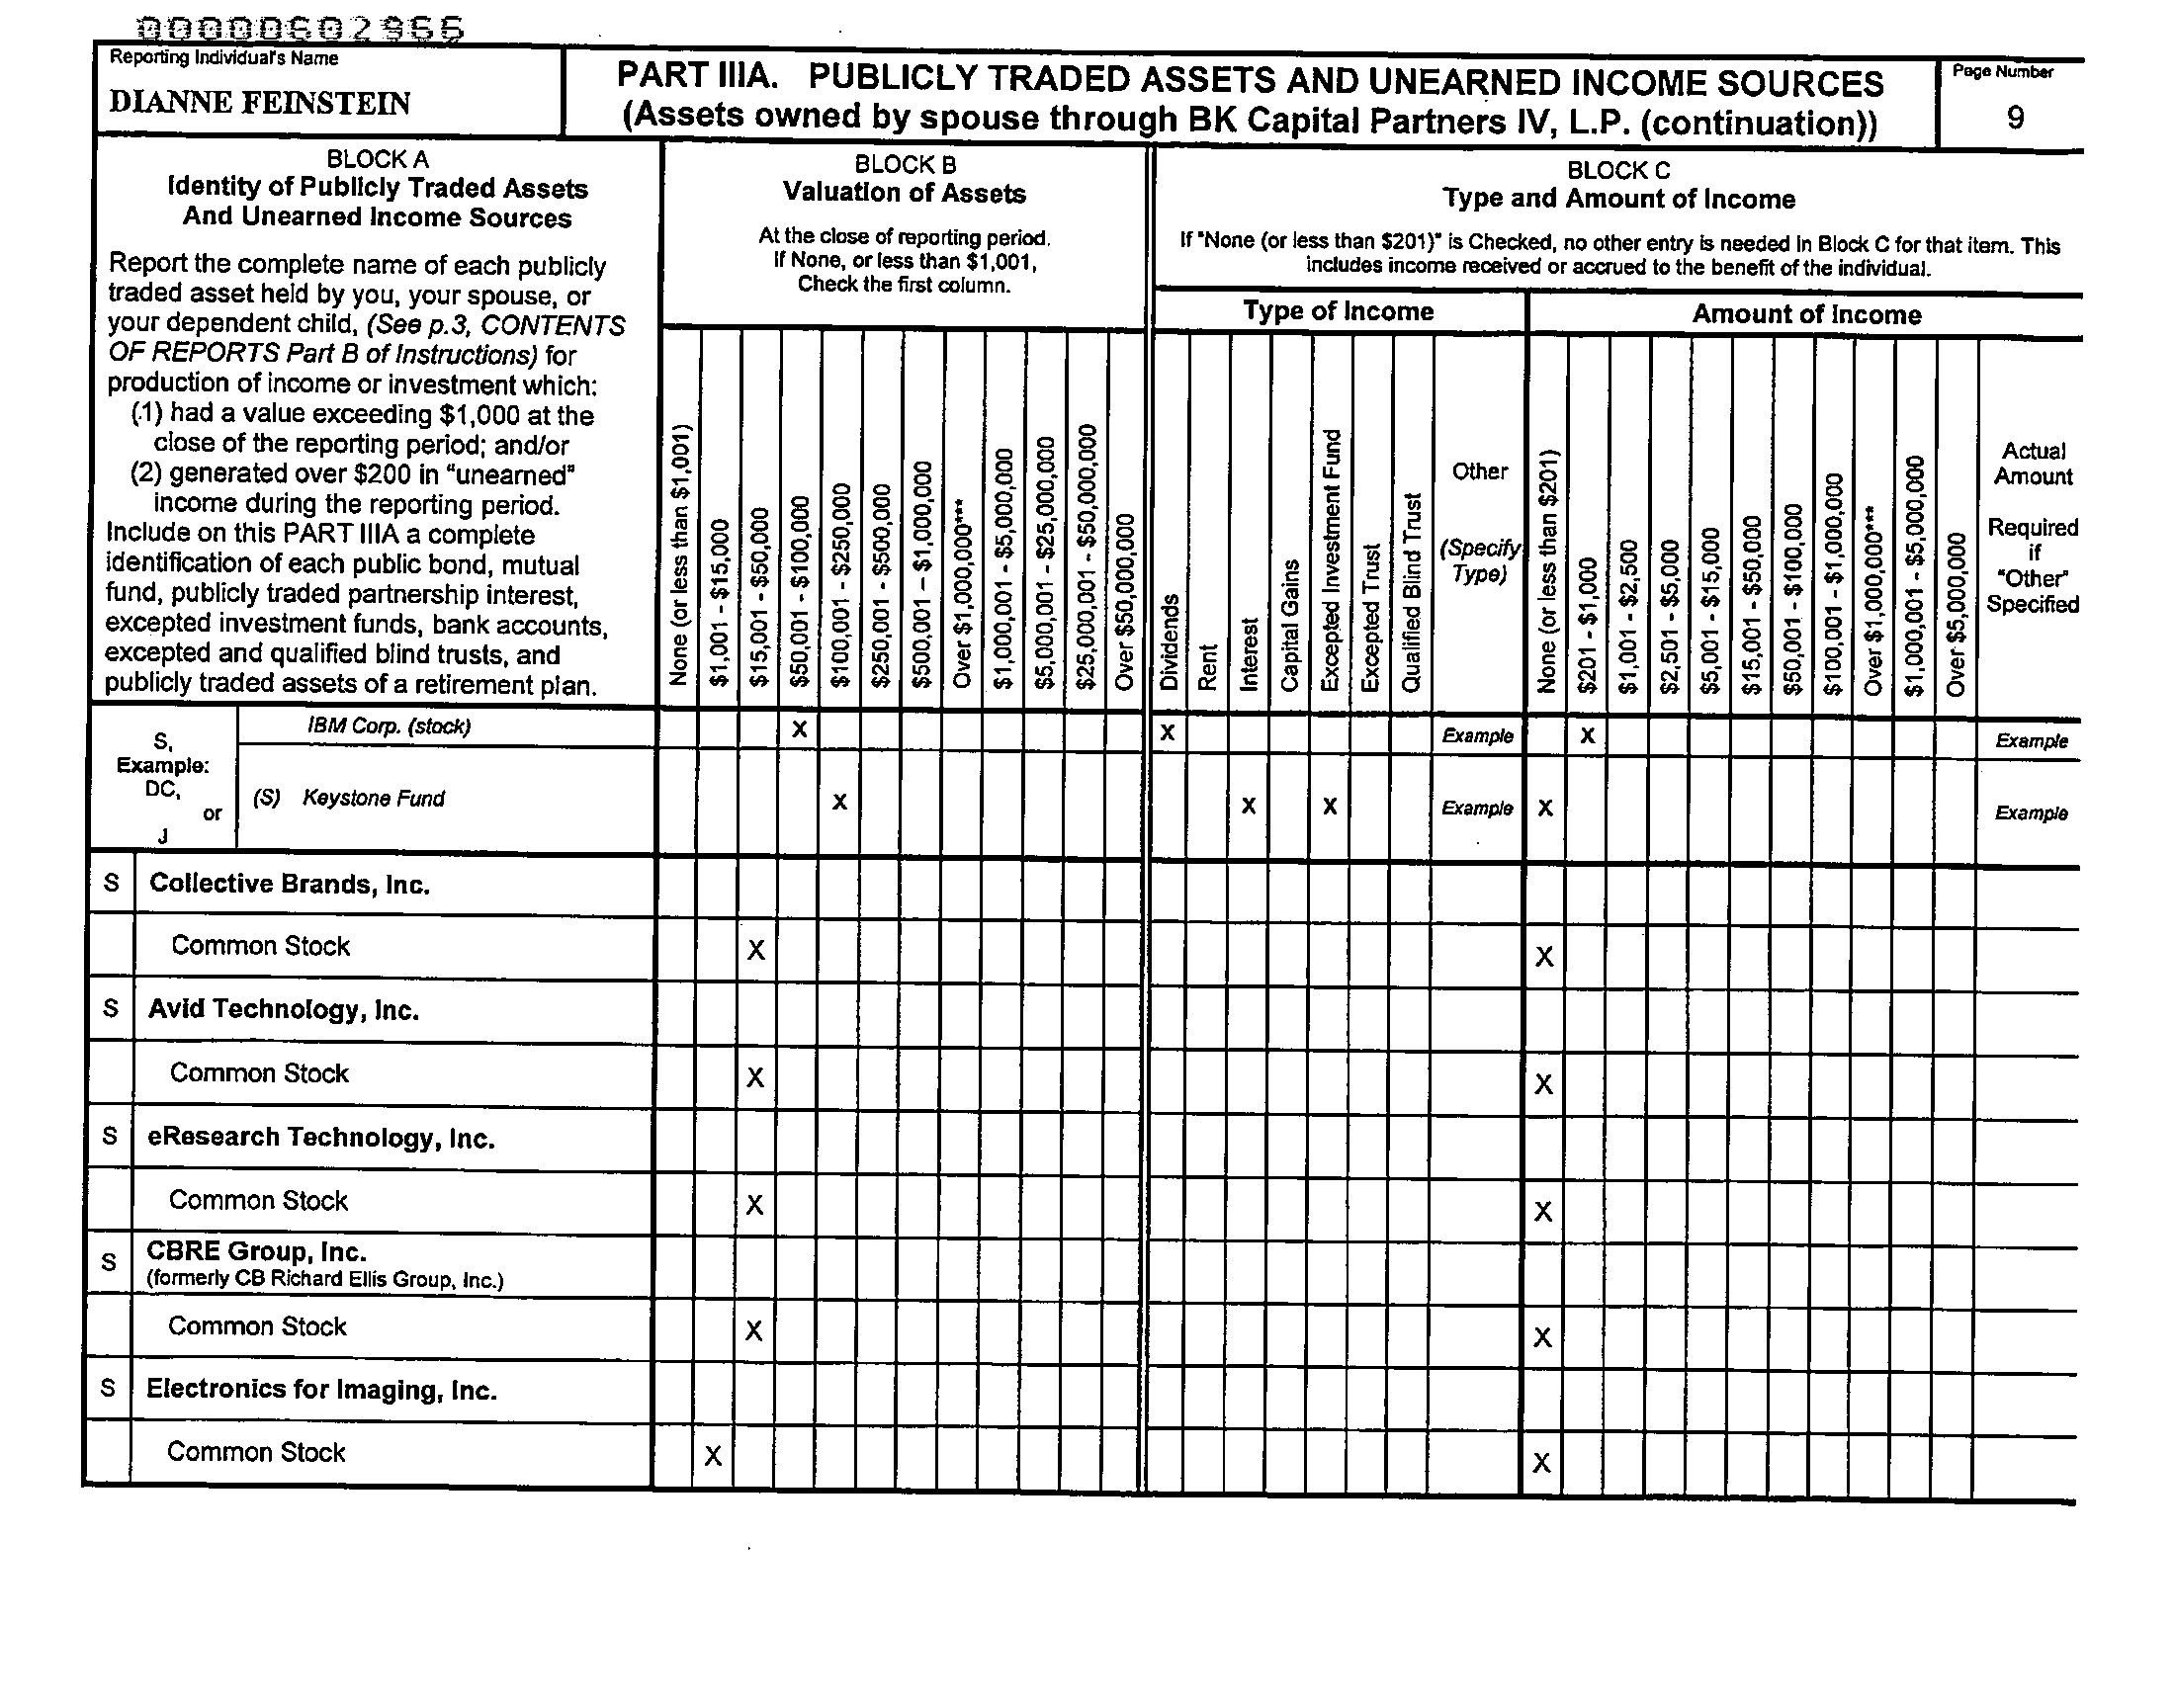 00000602966
Reporting Individual's Name
DIANNE FEINSTEIN
PART IIIA. PUBLICLY TRADED ASSETS AND UNEARNED INCOME SOURCES
(Assets owned by spouse through BK Capital Partners IV, L.P. (continuation))
Page Number
9
BLOCK A
Identity of Publicly Traded Assets
And Unearned Income Sources
Report the complete name of each publicly
traded asset held by you, your spouse, or
your dependent child, (See p.3, CONTENTS
OF REPORTS Part B of Instructions) for
production of income or investment which:
(1) had a value exceeding $1,000 at the
close of the reporting period; and/or
(2) generated over $200 in "unearned"
income during the reporting period.
Include on this PART IIIA a complete
identification of each public bond, mutual
fund, publicly traded partnership interest,
excepted investment funds, bank accounts,
excepted and qualified blind trusts, and
publicly traded assets of a retirement plan.
BLOCK B
Valuation of Assets
At the close of reporting period.
If None, or less than $1,001,
Check the first column.
None (or less than $1,001)
$1,001 - $15,000
$15,001 - $50,000
$50,001 - $100,000
$100,001 - $250,000
$250,001 - $500,000
$500,001 – $1,000,000
Over $1,000,000***
$1,000,001 - $5,000,000
$5,000,001 - $25,000,000
$25,000,001 - $50,000,000
Over $50,000,000
BLOCK C
Type and Amount of Income
If "None (or less than $201)" is Checked, no other entry is needed in Block C for that item. This
includes income received or accrued to the benefit of the individual.
Type of Income
Dividends
Rent
Interest
Capital Gains
Excepted Investment Fund
Excepted Trust
Qualified Blind Trust
Other
(Specify
Type)
Amount of Income
None (or less than $201)
$201 - $1,000
$1,001 - $2,500
$2,501 - $5,000
$5,001 - $15,000
$15,001 - $50,000
$50,001 - $100,000
$100,001 - $1,000,000
Over $1,000,000***
$1,000,001 - $5,000,000
Over $5,000,000
Actual
Amount
Required
if
"Other"
Specified
S,
Example:
DC,
or
J
IBM Corp. (stock) X X Example X Example
(S) Keystone Fund X X X Example X Example
S Collective Brands, Inc.
Common Stock X X
S Avid Technology, Inc.
Common Stock X X
S eResearch Technology, Inc.
Common Stock X X
S CBRE Group, Inc.
(formerly CB Richard Ellis Group, Inc.)
Common Stock X X
S Electronics for Imaging, Inc.
Common Stock X X